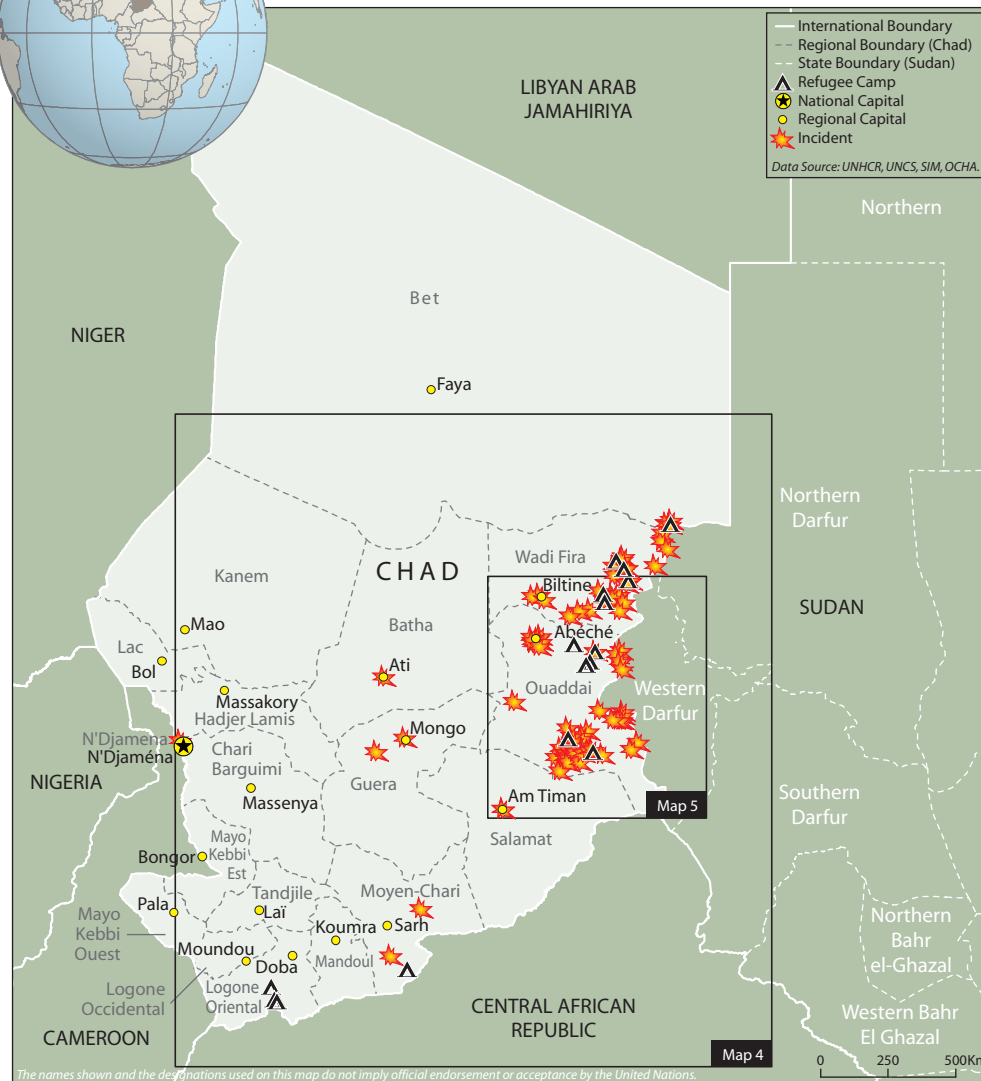 International Boundary
Regional Boundary (Chad)
State Boundary (Sudan)
Refugee Camp
National Capital
Regional Capital
Incident
Data Source: UNHCR, UNCS, SIM, OCHA.
LIBYAN ARAB
JAMAHIRIYA
Northern
Bet
NIGER
Faya
Northern
Darfur
Wadi Fira
CHAD
Kanem
Biltine
SUDAN
Batha
Mao
Abéché
Lac
Bol
Ati
Ouaddai
Western
Darfur
Massakory
Hadjer Lamis
Mongo
N'Djamena
N'Djaména
Chari
Barguimi
NIGERIA
Guera
Massenya
Am Timan
Map 5
Southern
Darfur
Salamat
Mayo
Kebbi
Est
Bongor
Tandjile
Moyen-Chari
Pala
Laï
Mayo
Kebbi
Ouest
Koumra
Sarh
Northern
Bahr
el-Ghazal
Moundou
Doba
Mandoul
Logone
Occidental
Logone
Oriental
CENTRAL AFRICAN
REPUBLIC
Western Bahr
El Ghazal
CAMEROON
Map 4
0 250 500Km
The names shown and the designations used on this map do not imply official endorsement or acceptance by the United Nations.